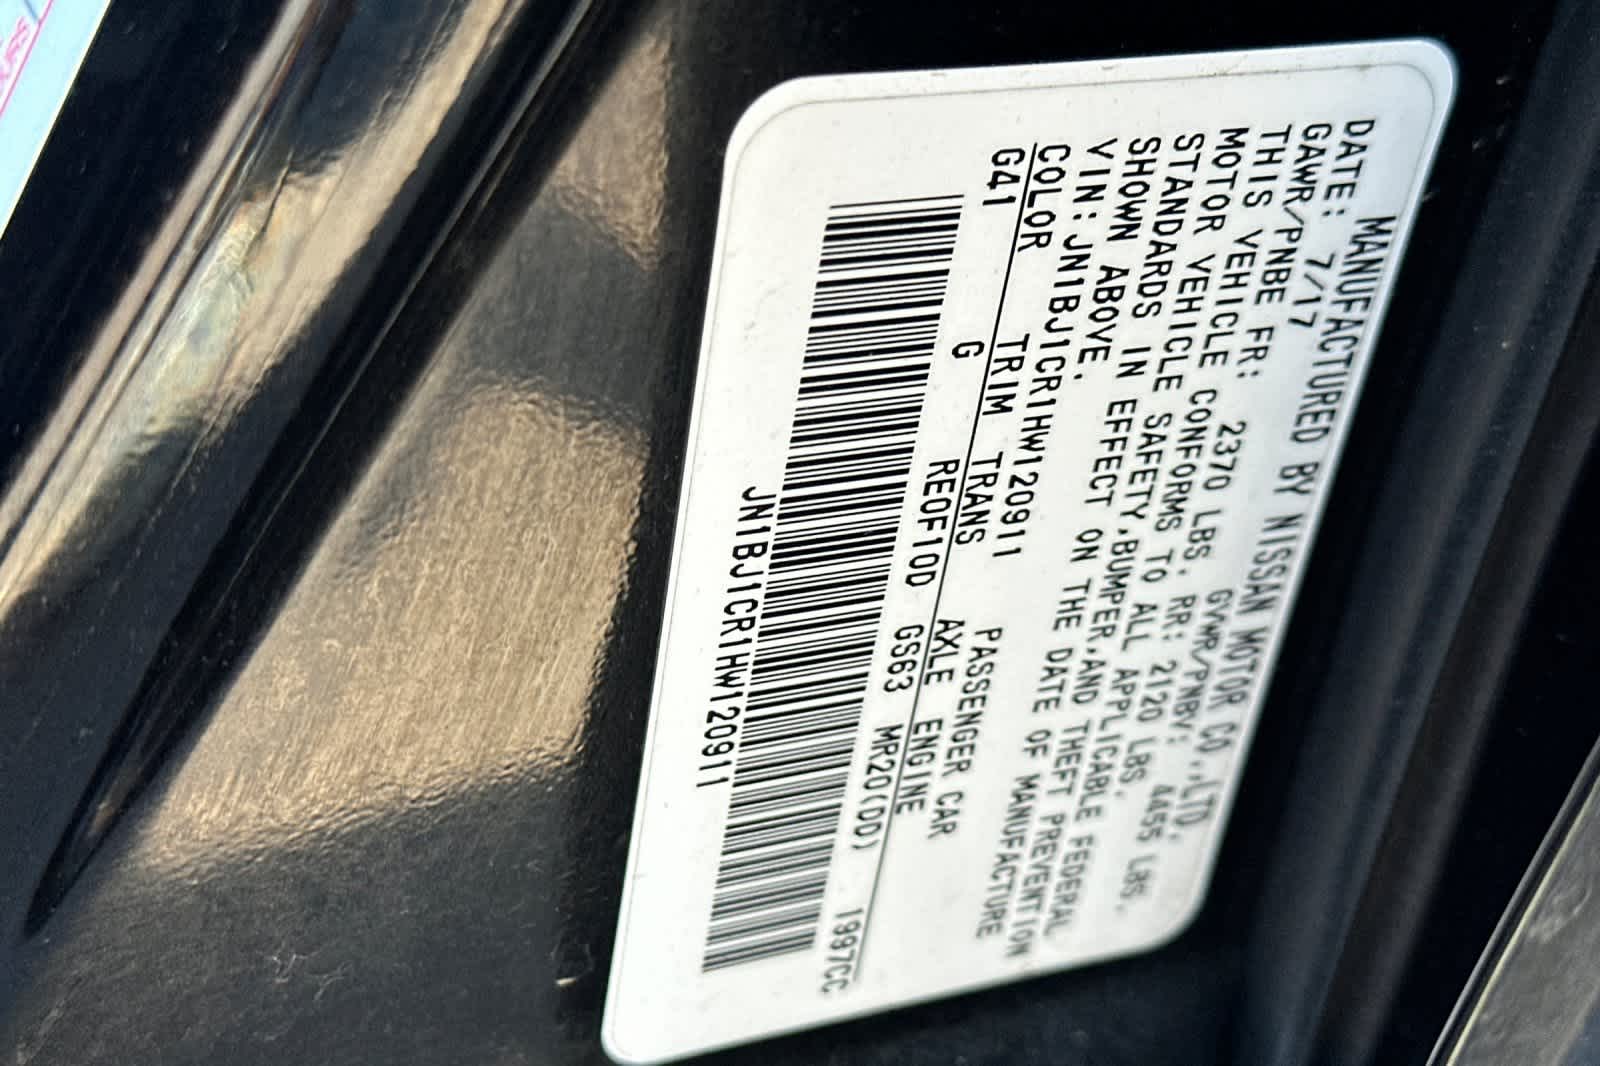 MANUFACTURED BY NISSAN MOTOR CO.,LTD.
DATE: 7/17 GVWR/PNBV: 4455 LBS.
GAWR/PNBE FR: 2370 LBS. RR: 2120 LBS.
THIS VEHICLE CONFORMS TO ALL APPLICABLE FEDERAL
MOTOR VEHICLE SAFETY,BUMPER,AND THEFT PREVENTION
STANDARDS IN EFFECT ON THE DATE OF MANUFACTURE
SHOWN ABOVE.
VIN:JN1BJ1CR1HW120911 PASSENGER CAR
COLOR TRIM TRANS AXLE ENGINE
G41 G RE0F10D GS63 MR20(DD) 1997CC
JN1BJ1CR1HW120911